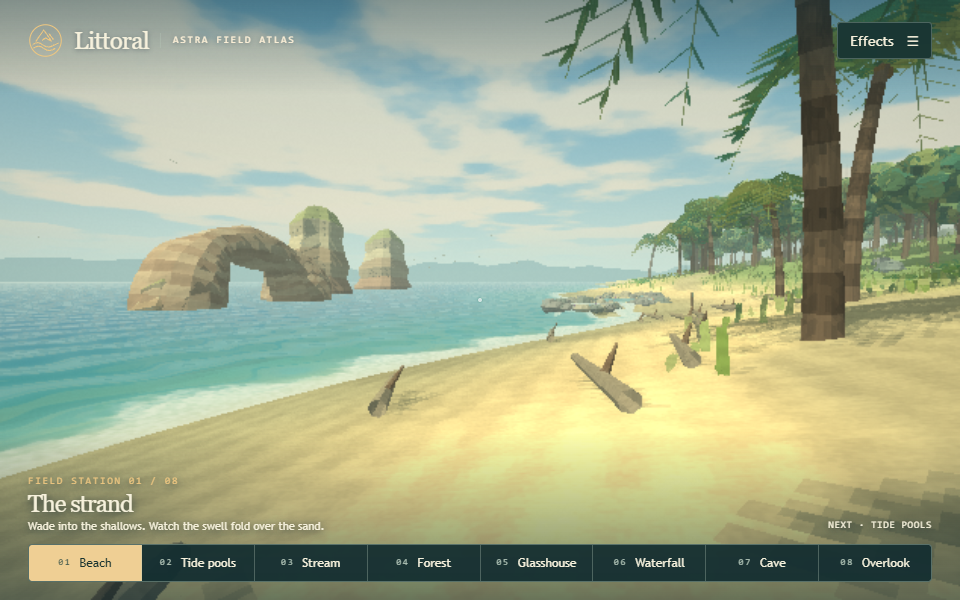 Littoral
ASTRA FIELD ATLAS
Effects
FIELD STATION 01 / 08
The strand
Wade into the shallows. Watch the swell fold over the sand.
NEXT · TIDE POOLS
01 Beach
02 Tide pools
03 Stream
04 Forest
05 Glasshouse
06 Waterfall
07 Cave
08 Overlook